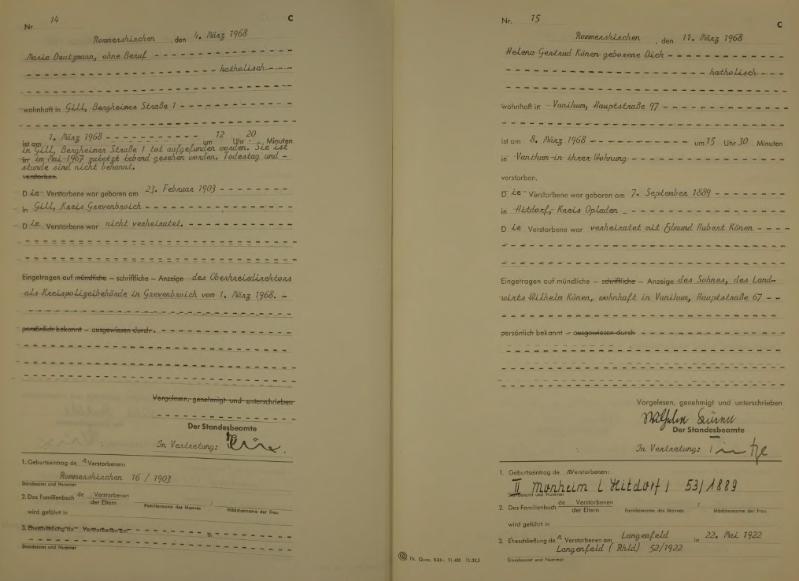 Nr. 14
C
Rommerskirchen, den 4. März 1968
Maria Deutzmann, ohne Beruf
katholisch
wohnhaft in Gill, Bergheimer Straße 1
ist am 1. März 1968 um 12 Uhr 20 Minuten
in Gill, Bergheimer Straße 1 tot aufgefunden worden. Sie ist
im Mai 1967 zuletzt lebend gesehen worden. Todestag und -
stunde sind nicht bekannt.
verstorben.
Die Verstorbene war geboren am 23. Februar 1903
in Gill, Kreis Grevenbroich
Die Verstorbene war nicht verheiratet.
Eingetragen auf mündliche - schriftliche - Anzeige des Oberkreisdirektors
als Kreispolizeibehörde in Grevenbroich vom 1. März 1968.
persönlich bekannt - ausgewiesen durch
Vorgelesen, genehmigt und unterschrieben
Der Standesbeamte
In Vertretung:
1. Geburtseintrag der Verstorbenen:
Rommerskirchen 16 / 1903
Standesamt und Nummer
2. Das Familienbuch der Verstorbenen
der Eltern
Familienname des Mannes
Mädchenname der Frau
wird geführt in
3. Eheschließung der Verstorbenen
Standesamt und Nummer
Nr. 15
C
Rommerskirchen, den 11. März 1968
Helena Gertrud Könen geborene Dich
katholisch
wohnhaft in Vanikum, Hauptstraße 97
ist am 8. März 1968 um 15 Uhr 30 Minuten
in Vanikum in ihrer Wohnung
verstorben.
Die Verstorbene war geboren am 7. September 1889
in Hitdorf, Kreis Opladen
Die Verstorbene war verheiratet mit Edmund Hubert Könen
Eingetragen auf mündliche - schriftliche - Anzeige des Sohnes, des Land-
wirts Wilhelm Könen, wohnhaft in Vanikum, Hauptstraße 67
persönlich bekannt - ausgewiesen durch
Vorgelesen, genehmigt und unterschrieben
Wilhelm Könen
Der Standesbeamte
In Vertretung:
1. Geburtseintrag der Verstorbenen:
II Monheim (Hitdorf) 53/1889
Standesamt und Nummer
2. Das Familienbuch der Verstorbenen
der Eltern
Familienname des Mannes
Mädchenname der Frau
wird geführt in
3. Eheschließung der Verstorbenen am 22. Mai 1922 in Langenfeld
Langenfeld (Rhld) 52/1922
Standesamt und Nummer